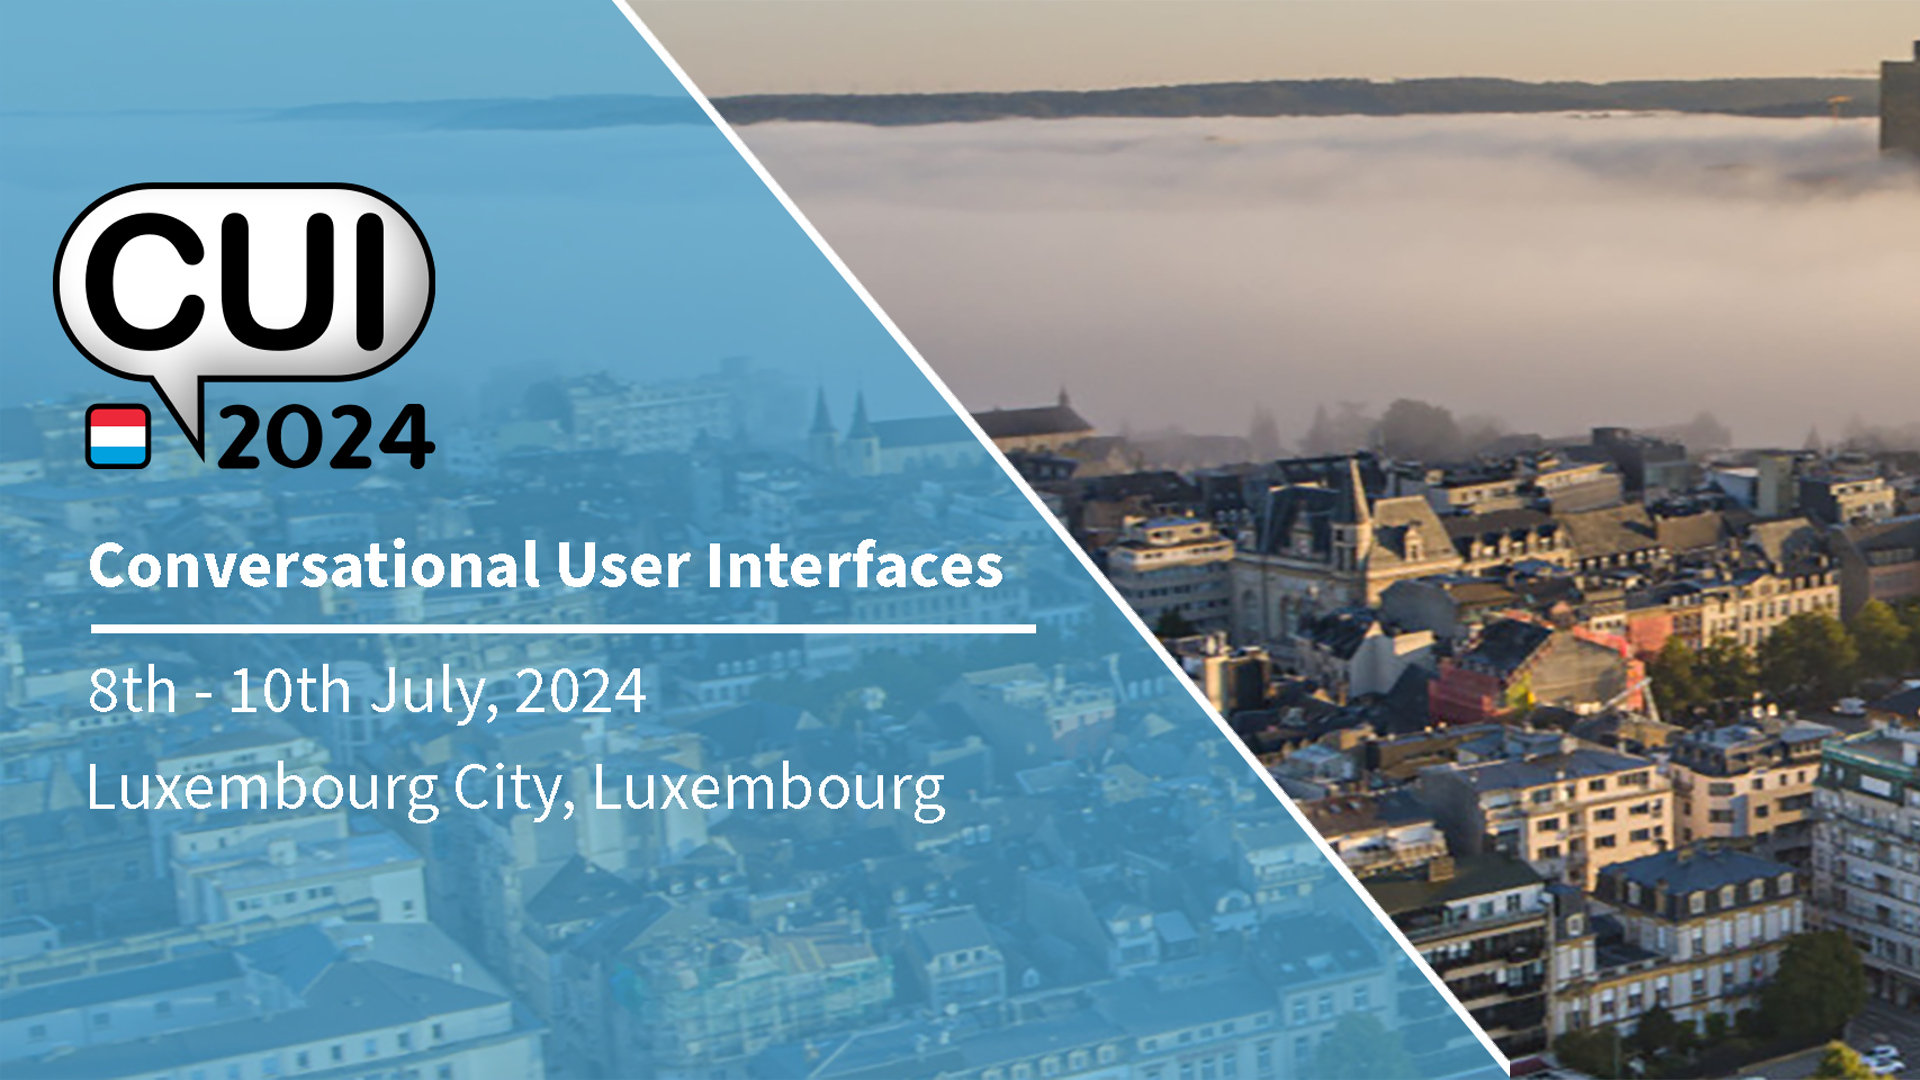 CUI
2024
Conversational User Interfaces
8th - 10th July, 2024
Luxembourg City, Luxembourg